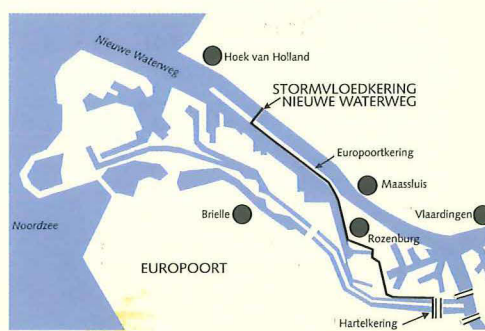 Nieuwe Waterweg
Hoek van Holland
STORMVLOEDKERING
NIEUWE WATERWEG
Europoortkering
Maassluis
Vlaardingen
Brielle
Rozenburg
Noordzee
EUROPOORT
Hartelkering